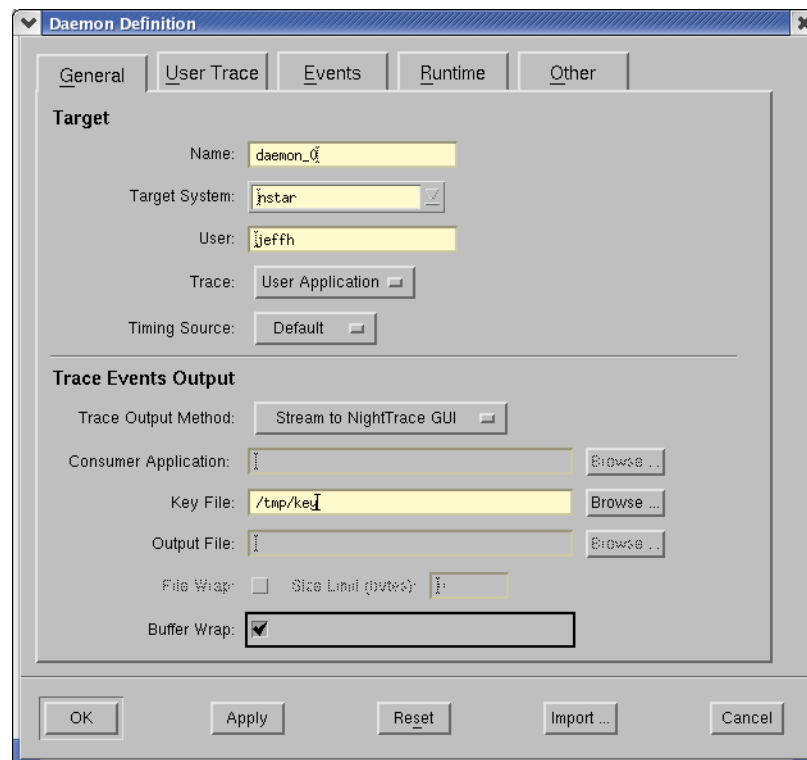 Daemon Definition
General User Trace Events Runtime Other
Target
Name: daemon_0
Target System: nstar
User: jeffh
Trace: User Application
Timing Source: Default
Trace Events Output
Trace Output Method: Stream to NightTrace GUI
Consumer Application: Browse ...
Key File: /tmp/key Browse ...
Output File: Browse ...
File Wrap: Size Limit (bytes):
Buffer Wrap:
OK Apply Reset Import ... Cancel